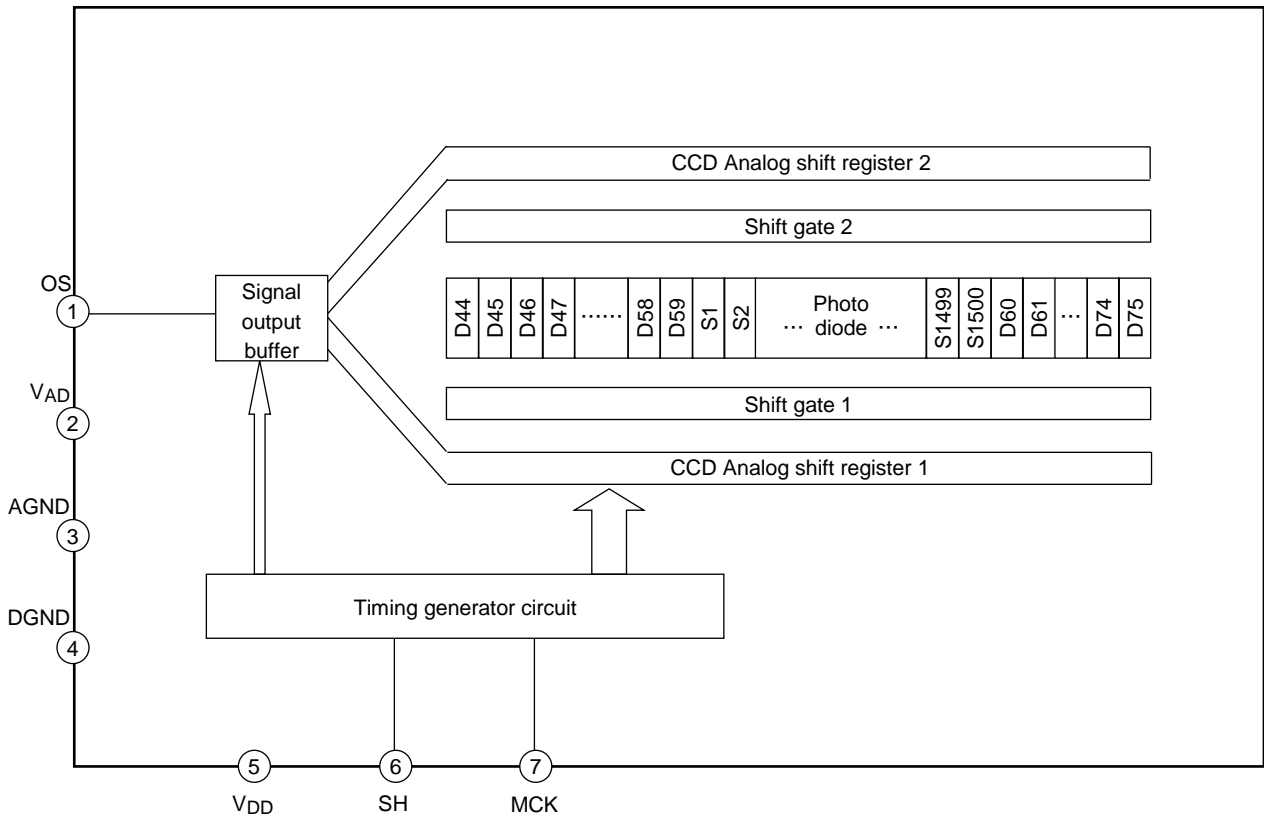 CCD Analog shift register 2
Shift gate 2
OS
1
Signal
output
buffer
D44
D45
D46
D47
······
D58
D59
S1
S2
Photo
··· diode ···
S1499
S1500
D60
D61
···
D74
D75
VAD
2
Shift gate 1
CCD Analog shift register 1
AGND
3
Timing generator circuit
DGND
4
5
6
7
VDD
SH
MCK